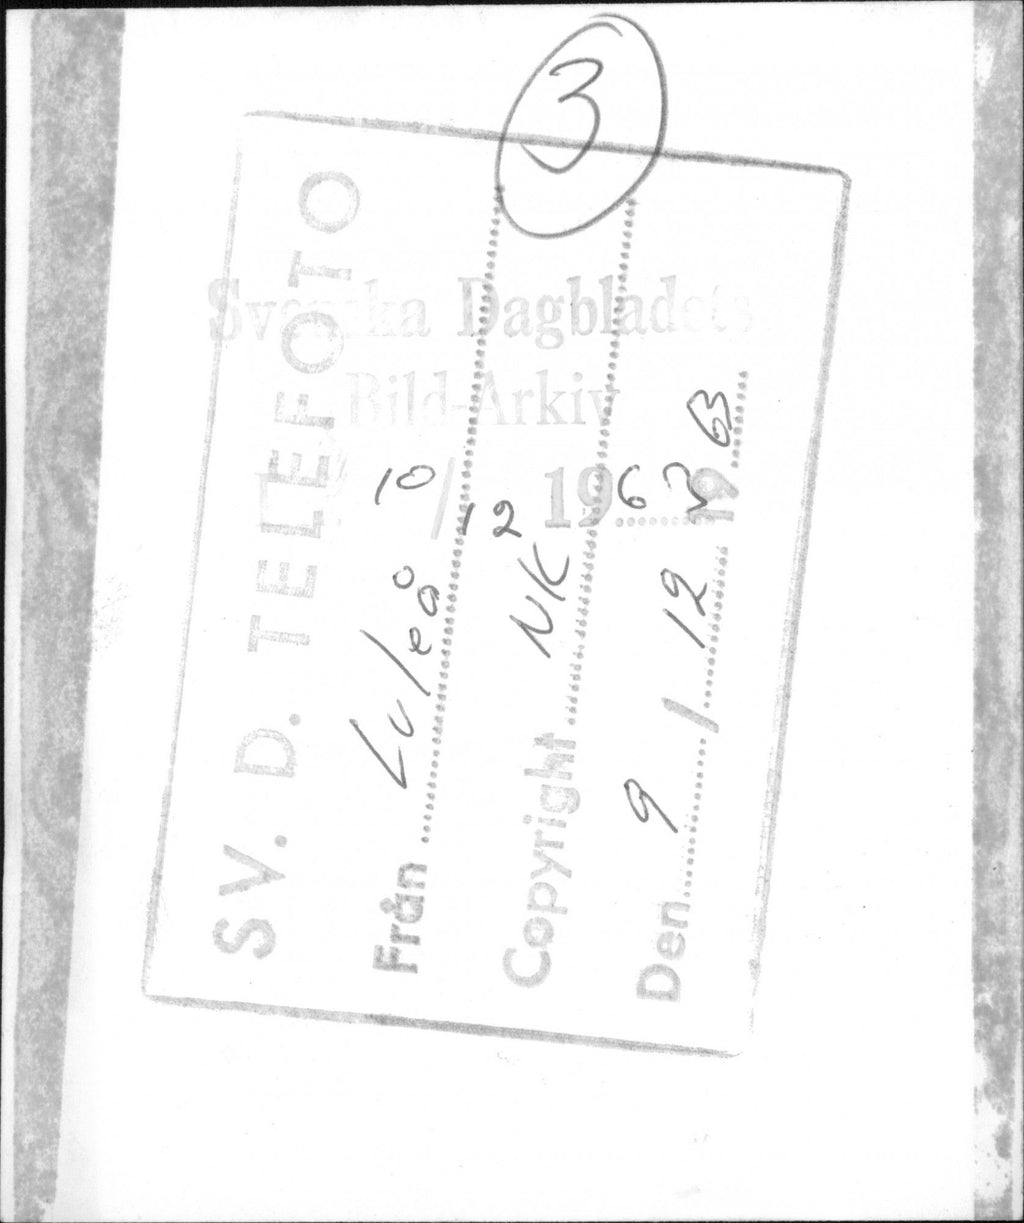 3
Svenska Dagbladets
Bild-Arkiv
10/12 1963
SV. D. TELEFOTO
Från Luleå
Copyright NK
Den 9/12 1963